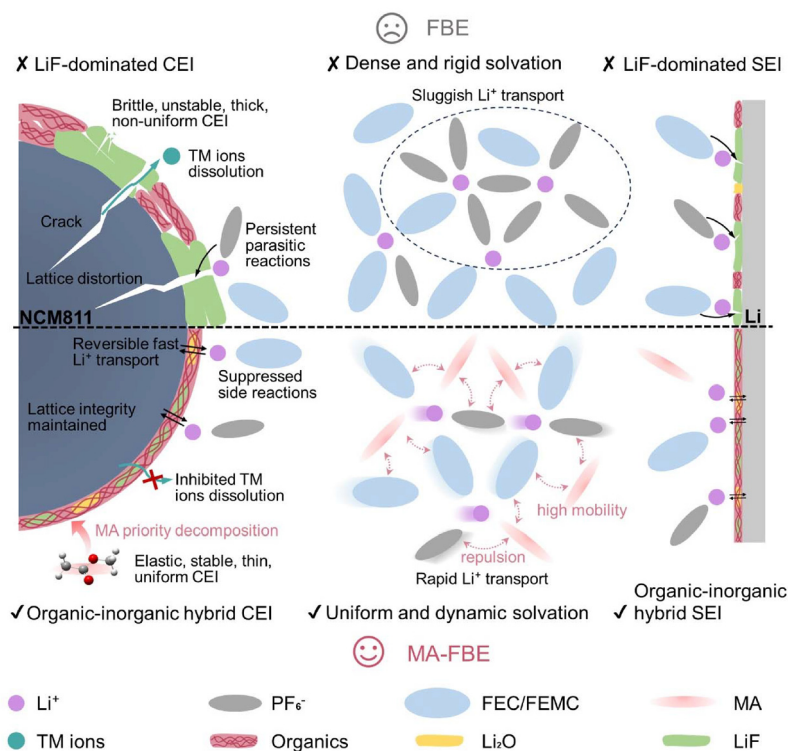 FBE
✗ LiF-dominated CEI
✗ Dense and rigid solvation
✗ LiF-dominated SEI
Brittle, unstable, thick,
non-uniform CEI
TM ions
dissolution
Crack
Lattice distortion
Persistent
parasitic
reactions
NCM811
Sluggish Li⁺ transport
Li
Reversible fast
Li⁺ transport
Suppressed
side reactions
Lattice integrity
maintained
Inhibited TM
ions dissolution
MA priority decomposition
Elastic, stable, thin,
uniform CEI
high mobility
repulsion
Rapid Li⁺ transport
✓ Organic-inorganic hybrid CEI
✓ Uniform and dynamic solvation
Organic-inorganic
✓ hybrid SEI
MA-FBE
Li⁺
PF₆⁻
FEC/FEMC
MA
TM ions
Organics
Li₂O
LiF